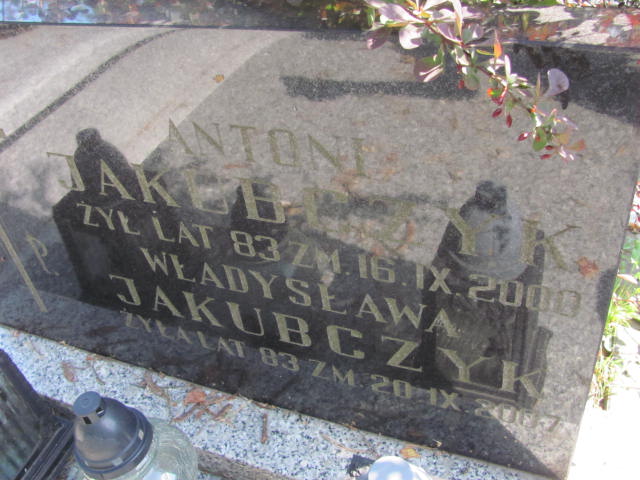 ANTONI
JAKUBCZYK
ŻYŁ LAT 83 ZM. 16.IX.2000
P.
WŁADYSŁAWA
JAKUBCZYK
ŻYŁA LAT 83 ZM. 20.IX.2007